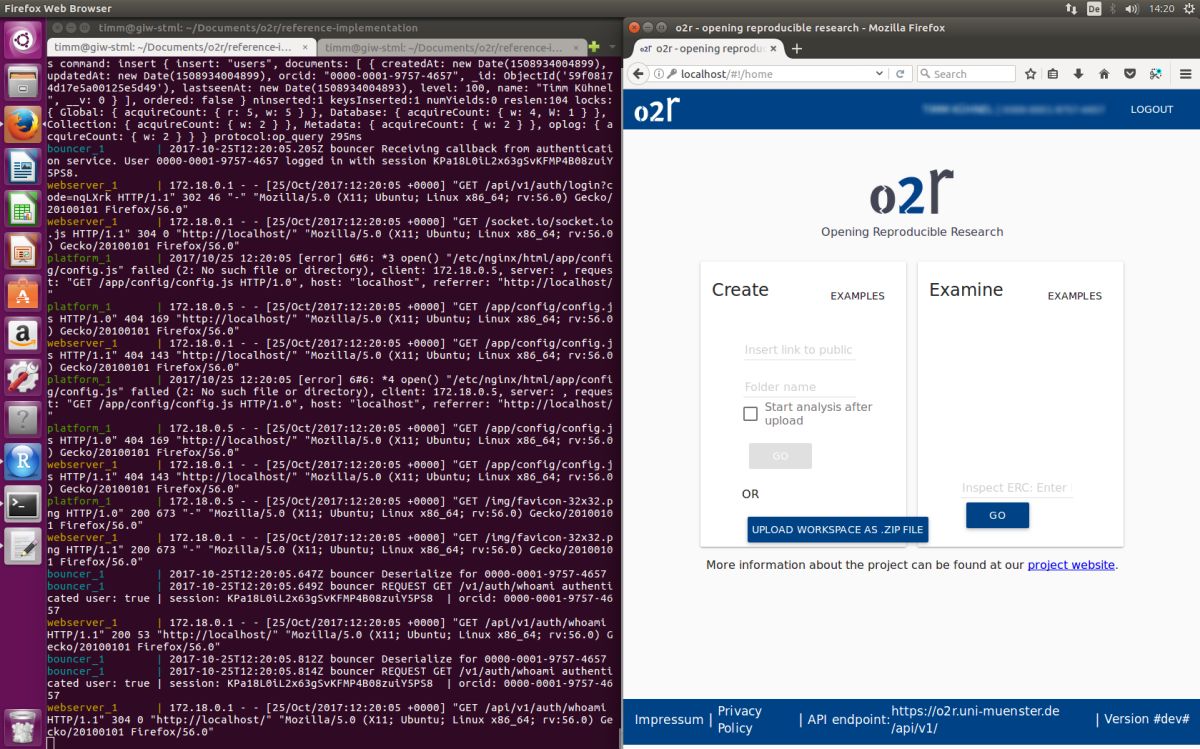 Firefox Web Browser
De
14:20
timm@giw-stml: ~/Documents/o2r/reference-implementation
timm@giw-stml: ~/Documents/o2r/reference-i... ×
timm@giw-stml: ~/Documents/o2r/reference-i... ×
s command: insert { insert: "users", documents: [ { createdAt: new Date(1508934004899),
updatedAt: new Date(1508934004899), orcid: "0000-0001-9757-4657", _id: ObjectId('59f0817
4d17e5a00125e5d49'), lastseenAt: new Date(1508934004893), level: 100, name: "Timm Kühnel
", __v: 0 } ], ordered: false } ninserted:1 keysInserted:1 numYields:0 reslen:104 locks:
{ Global: { acquireCount: { r: 5, w: 5 } }, Database: { acquireCount: { w: 4, W: 1 } },
Collection: { acquireCount: { w: 2 } }, Metadata: { acquireCount: { w: 2 } }, oplog: { a
cquireCount: { w: 2 } } } protocol:op_query 295ms
bouncer_1 | 2017-10-25T12:20:05.205Z bouncer Receiving callback from authenticati
on service. User 0000-0001-9757-4657 logged in with session KPa18L0iL2x63gSvKFMP4B08zuiY
5PS8.
webserver_1 | 172.18.0.1 - - [25/Oct/2017:12:20:05 +0000] "GET /api/v1/auth/login?c
ode=nqLXrk HTTP/1.1" 302 46 "-" "Mozilla/5.0 (X11; Ubuntu; Linux x86_64; rv:56.0) Gecko/
20100101 Firefox/56.0"
webserver_1 | 172.18.0.1 - - [25/Oct/2017:12:20:05 +0000] "GET /socket.io/socket.io
.js HTTP/1.1" 304 0 "http://localhost/" "Mozilla/5.0 (X11; Ubuntu; Linux x86_64; rv:56.0
) Gecko/20100101 Firefox/56.0"
platform_1 | 2017/10/25 12:20:05 [error] 6#6: *3 open() "/etc/nginx/html/app/confi
g/config.js" failed (2: No such file or directory), client: 172.18.0.5, server: , reques
t: "GET /app/config/config.js HTTP/1.0", host: "localhost", referrer: "http://localhost/
"
platform_1 | 172.18.0.5 - - [25/Oct/2017:12:20:05 +0000] "GET /app/config/config.j
s HTTP/1.0" 404 169 "http://localhost/" "Mozilla/5.0 (X11; Ubuntu; Linux x86_64; rv:56.0
) Gecko/20100101 Firefox/56.0"
webserver_1 | 172.18.0.1 - - [25/Oct/2017:12:20:05 +0000] "GET /app/config/config.j
s HTTP/1.1" 404 143 "http://localhost/" "Mozilla/5.0 (X11; Ubuntu; Linux x86_64; rv:56.0
) Gecko/20100101 Firefox/56.0"
platform_1 | 2017/10/25 12:20:05 [error] 6#6: *4 open() "/etc/nginx/html/app/confi
g/config.js" failed (2: No such file or directory), client: 172.18.0.5, server: , reques
t: "GET /app/config/config.js HTTP/1.0", host: "localhost", referrer: "http://localhost/
"
platform_1 | 172.18.0.5 - - [25/Oct/2017:12:20:05 +0000] "GET /app/config/config.j
s HTTP/1.0" 404 169 "http://localhost/" "Mozilla/5.0 (X11; Ubuntu; Linux x86_64; rv:56.0
) Gecko/20100101 Firefox/56.0"
webserver_1 | 172.18.0.1 - - [25/Oct/2017:12:20:05 +0000] "GET /app/config/config.j
s HTTP/1.1" 404 143 "http://localhost/" "Mozilla/5.0 (X11; Ubuntu; Linux x86_64; rv:56.0
) Gecko/20100101 Firefox/56.0"
platform_1 | 172.18.0.5 - - [25/Oct/2017:12:20:05 +0000] "GET /img/favicon-32x32.p
ng HTTP/1.0" 200 673 "-" "Mozilla/5.0 (X11; Ubuntu; Linux x86_64; rv:56.0) Gecko/2010010
1 Firefox/56.0"
webserver_1 | 172.18.0.1 - - [25/Oct/2017:12:20:05 +0000] "GET /img/favicon-32x32.p
ng HTTP/1.1" 200 673 "-" "Mozilla/5.0 (X11; Ubuntu; Linux x86_64; rv:56.0) Gecko/2010010
1 Firefox/56.0"
bouncer_1 | 2017-10-25T12:20:05.647Z bouncer Deserialize for 0000-0001-9757-4657
bouncer_1 | 2017-10-25T12:20:05.649Z bouncer REQUEST GET /v1/auth/whoami authenti
cated user: true | session: KPa18L0iL2x63gSvKFMP4B08zuiY5PS8 | orcid: 0000-0001-9757-46
57
webserver_1 | 172.18.0.1 - - [25/Oct/2017:12:20:05 +0000] "GET /api/v1/auth/whoami
HTTP/1.1" 200 53 "http://localhost/" "Mozilla/5.0 (X11; Ubuntu; Linux x86_64; rv:56.0) G
ecko/20100101 Firefox/56.0"
bouncer_1 | 2017-10-25T12:20:05.812Z bouncer Deserialize for 0000-0001-9757-4657
bouncer_1 | 2017-10-25T12:20:05.814Z bouncer REQUEST GET /v1/auth/whoami authenti
cated user: true | session: KPa18L0iL2x63gSvKFMP4B08zuiY5PS8 | orcid: 0000-0001-9757-46
57
webserver_1 | 172.18.0.1 - - [25/Oct/2017:12:20:05 +0000] "GET /api/v1/auth/whoami
HTTP/1.1" 304 0 "http://localhost/" "Mozilla/5.0 (X11; Ubuntu; Linux x86_64; rv:56.0) Ge
cko/20100101 Firefox/56.0"
o2r - opening reproducible research - Mozilla Firefox
o2r o2r - opening reproduc ×
localhost/#!/home
Search
o2r
LOGOUT
o2r
Opening Reproducible Research
Create
EXAMPLES
Insert link to public
Folder name
Start analysis after
upload
GO
OR
UPLOAD WORKSPACE AS .ZIP FILE
Examine
EXAMPLES
Inspect ERC: Enter
GO
More information about the project can be found at our project website.
Impressum | Privacy Policy | API endpoint: https://o2r.uni-muenster.de/api/v1/ | Version #dev#